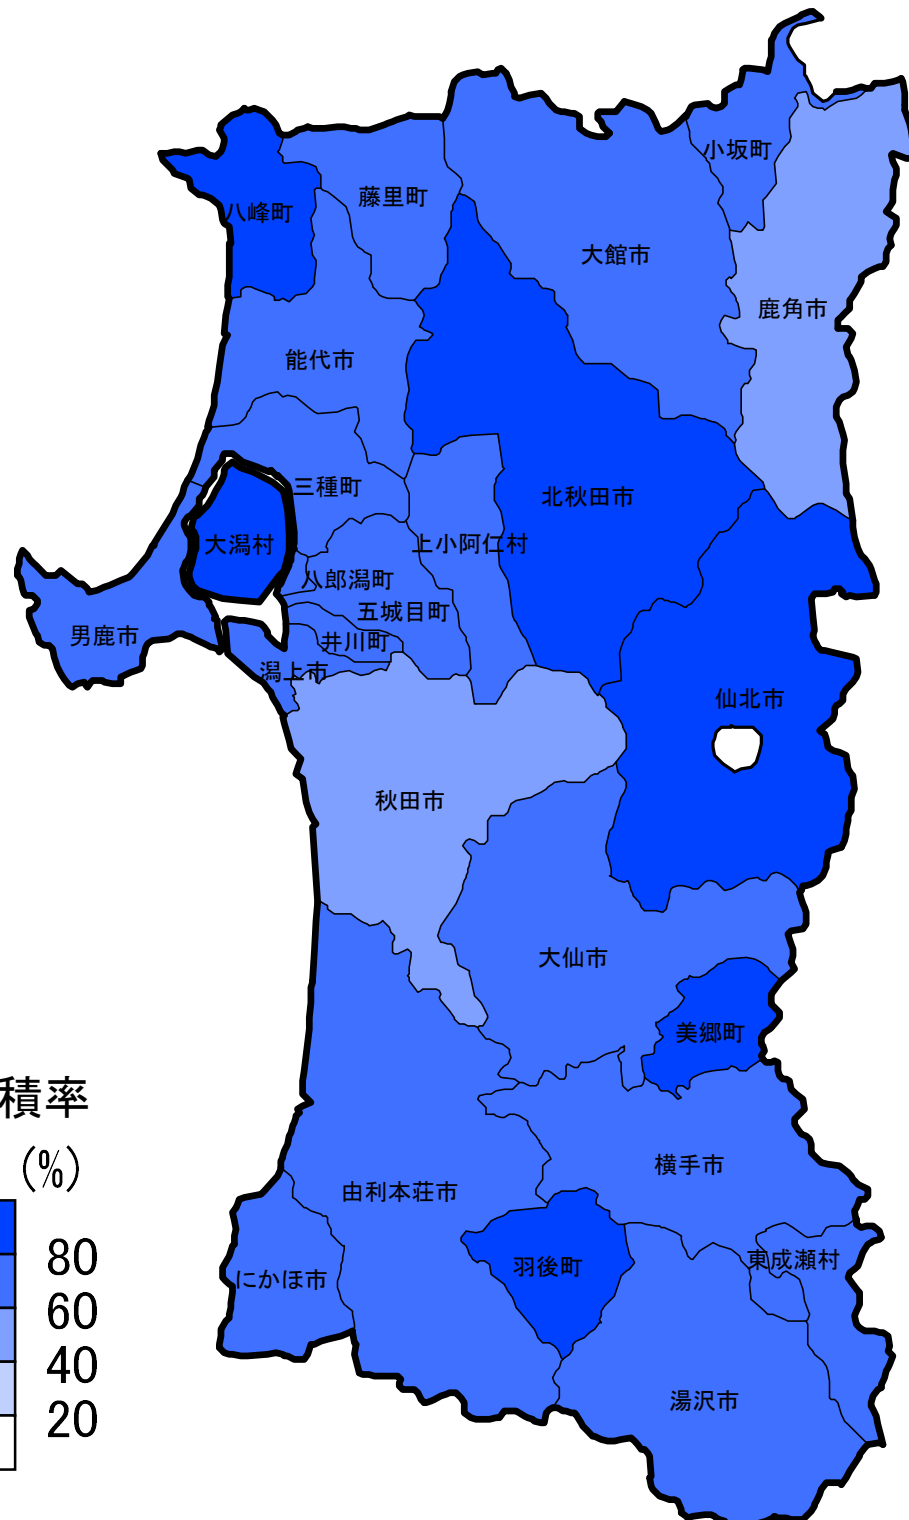 小坂町
藤里町
八峰町
大館市
鹿角市
能代市
三種町
北秋田市
大潟村
上小阿仁村
八郎潟町
五城目町
男鹿市
井川町
潟上市
仙北市
秋田市
大仙市
美郷町
積率
(%)
横手市
由利本荘市
80
東成瀬村
羽後町
にかほ市
60
40
湯沢市
20